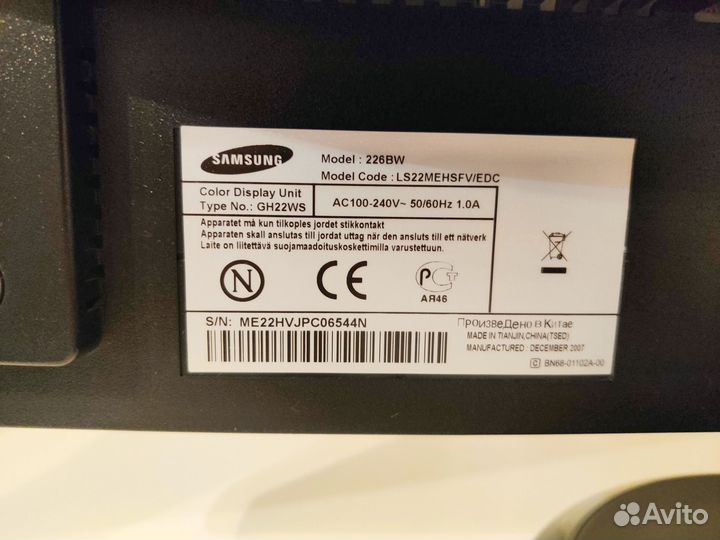 SAMSUNG
Model : 226BW
Model Code : LS22MEHSFV/EDC
Color Display Unit
Type No.: GH22WS
AC100-240V~ 50/60Hz 1.0A
Apparatet må kun tilkoples jordet stikkontakt
Apparaten skall anslutas till jordat uttag når den ansluts till ett nätverk
Laite on liitettävä suojamaadoituskoskettimilla varustettuun.
N
CE
РСТ
АЯ46
S/N: ME22HVJPC06544N
Произведено в Китае
MADE IN TIANJIN,CHINA(TSED)
MANUFACTURED : DECEMBER 2007
C BN68-01102A-00
Avito